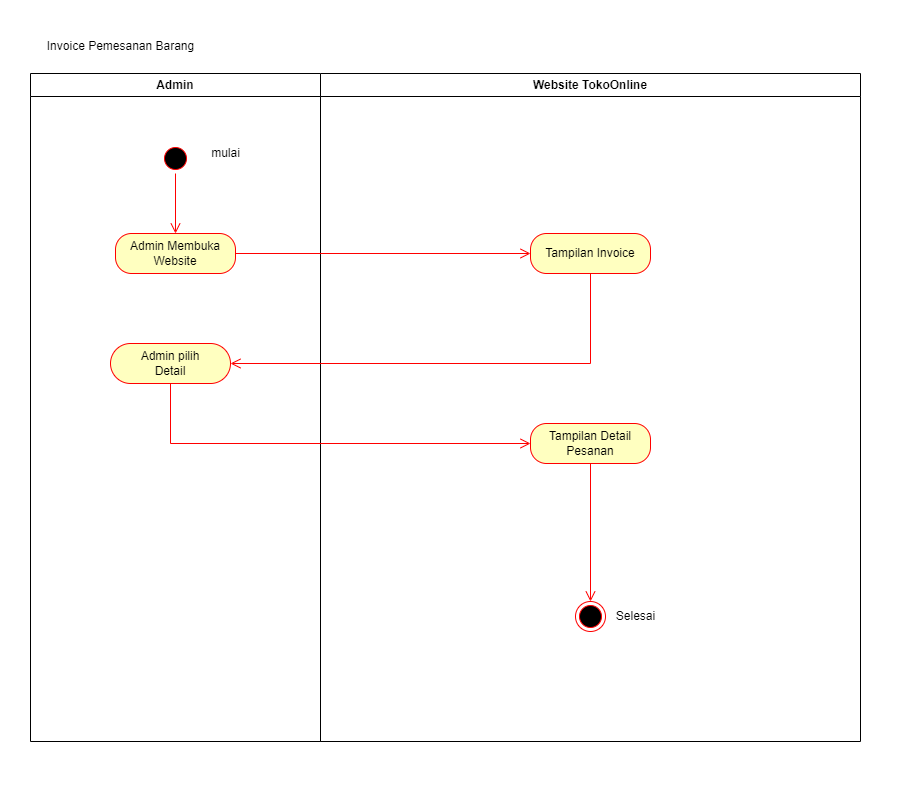 Invoice Pemesanan Barang
Admin
Website TokoOnline
mulai
Admin Membuka
Website
Tampilan Invoice
Admin pilih
Detail
Tampilan Detail
Pesanan
Selesai